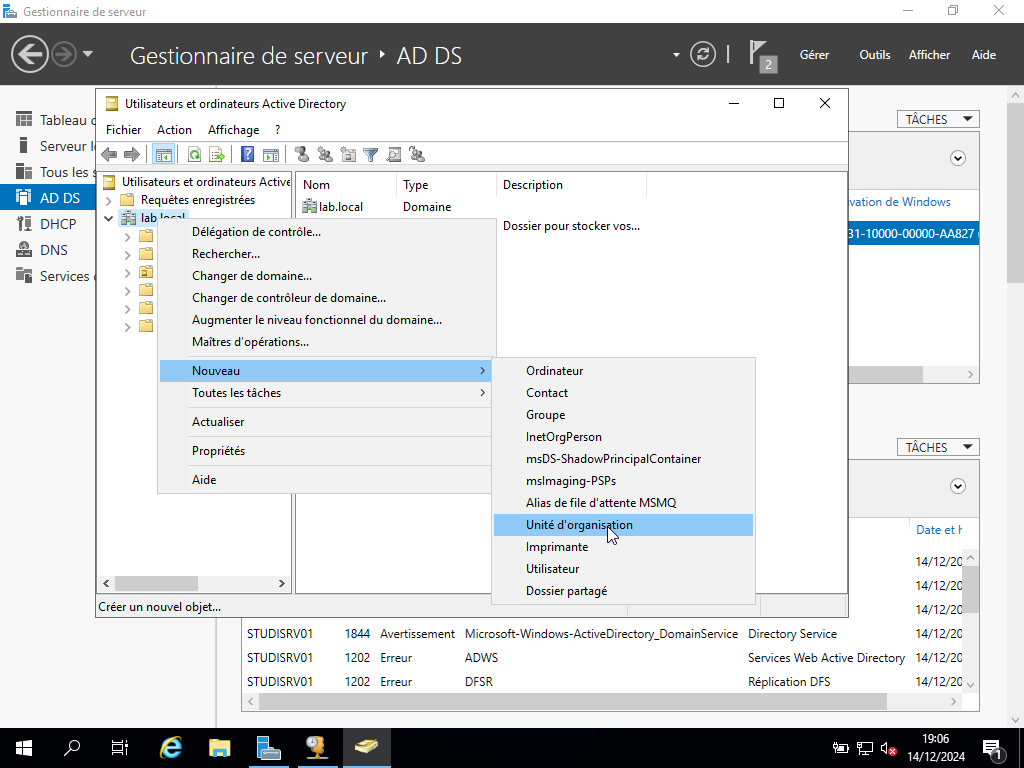 Gestionnaire de serveur
Gestionnaire de serveur AD DS
2
Gérer Outils Afficher Aide
Tableau
Serveur
Tous les
AD DS
DHCP
DNS
Services
TÂCHES
vation de Windows
31-10000-00000-AA827
TÂCHES
Date et
Utilisateurs et ordinateurs Active Directory
Fichier Action Affichage ?
Utilisateurs et ordinateurs Active
Requêtes enregistrées
lab.local
Nom Type Description
lab.local Domaine
Dossier pour stocker vos...
Délégation de contrôle...
Rechercher...
Changer de domaine...
Changer de contrôleur de domaine...
Augmenter le niveau fonctionnel du domaine...
Maîtres d'opérations...
Nouveau
Toutes les tâches
Actualiser
Propriétés
Aide
Ordinateur
Contact
Groupe
InetOrgPerson
msDS-ShadowPrincipalContainer
msImaging-PSPs
Alias de file d'attente MSMQ
Unité d'organisation
Imprimante
Utilisateur
Dossier partagé
Créer un nouvel objet...
14/12/20
14/12/20
14/12/20
STUDISRV01 1844 Avertissement Microsoft-Windows-ActiveDirectory_DomainService Directory Service 14/12/20
STUDISRV01 1202 Erreur ADWS Services Web Active Directory 14/12/20
STUDISRV01 1202 Erreur DFSR Réplication DFS 14/12/20
19:06
14/12/2024
1